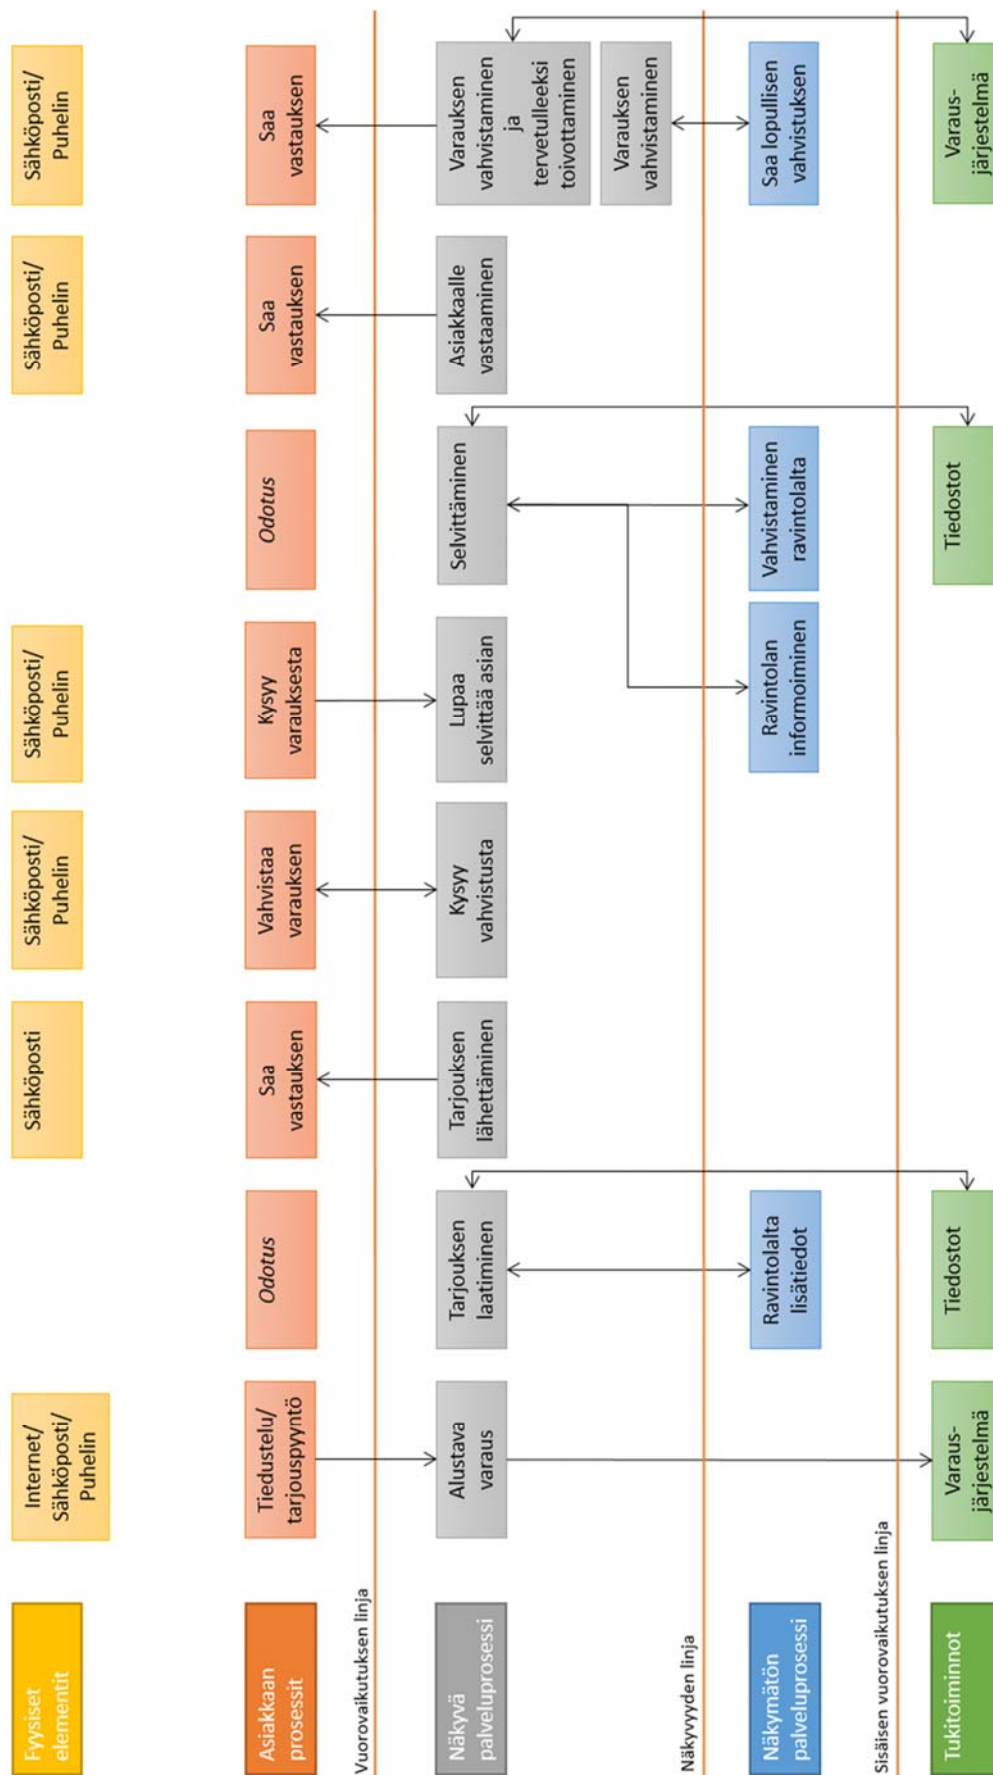 Fyysiset
elementit
Internet/
Sähköposti/
Puhelin
Sähköposti
Sähköposti/
Puhelin
Sähköposti/
Puhelin
Sähköposti/
Puhelin
Sähköposti/
Puhelin
Asiakkaan
prosessit
Tiedustelu/
tarjouspyyntö
Odotus
Saa
vastauksen
Vahvistaa
varauksen
Kysyy
varauksesta
Odotus
Saa
vastauksen
Saa
vastauksen
Vuorovaikutuksen linja
Näkyvä
palveluprosessi
Alustava
varaus
Tarjouksen
laatiminen
Tarjouksen
lähettäminen
Kysyy
vahvistusta
Lupaa
selvittää asian
Selvittäminen
Asiakkaalle
vastaaminen
Varauksen
vahvistaminen
ja
tervetulleeksi
toivottaminen
Varauksen
vahvistaminen
Näkyvyyden linja
Näkymätön
palveluprosessi
Ravintolalta
lisätiedot
Ravintolan
informoiminen
Vahvistaminen
ravintolalta
Saa lopullisen
vahvistuksen
Sisäisen vuorovaikutuksen linja
Tukitoiminnot
Varaus-
järjestelmä
Tiedostot
Tiedostot
Varaus-
järjestelmä